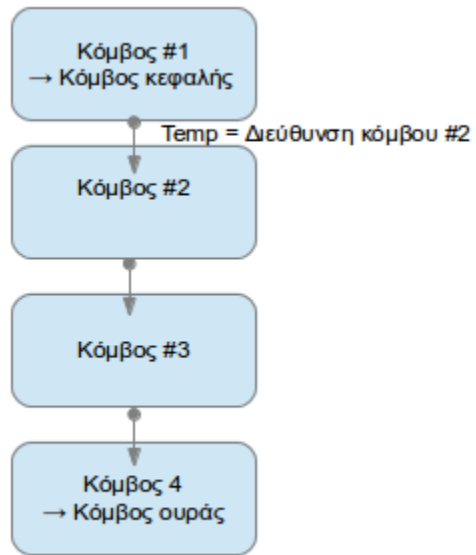 Κόμβος #1
→ Κόμβος κεφαλής
Temp = Διεύθυνση κόμβου #2
Κόμβος #2
Κόμβος #3
Κόμβος 4
→ Κόμβος ουράς